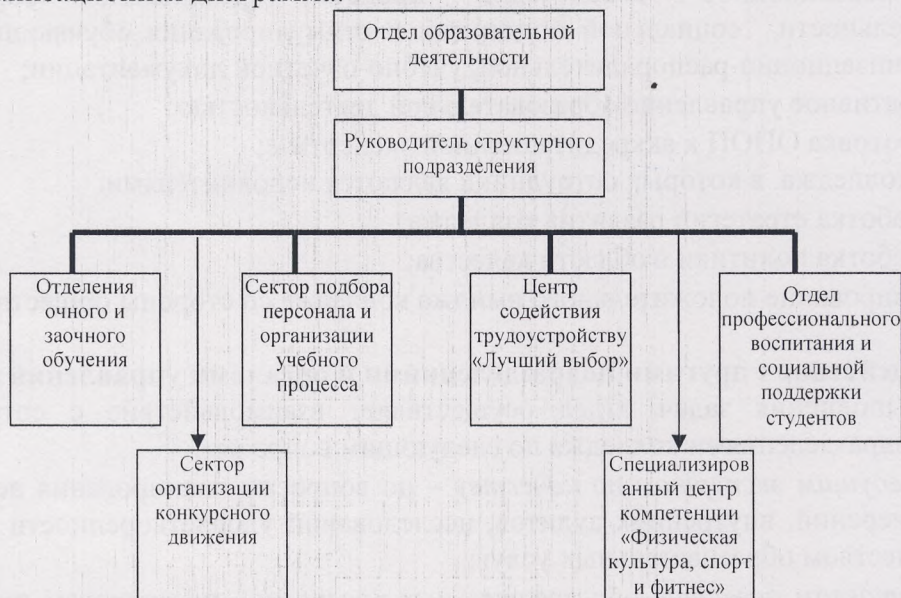 Отдел образовательной
деятельности
Руководитель структурного
подразделения
Отделения
очного и
заочного
обучения
Сектор подбора
персонала и
организации
учебного
процесса
Центр
содействия
трудоустройству
«Лучший выбор»
Отдел
профессионального
воспитания и
социальной
поддержки
студентов
Сектор
организации
конкурсного
движения
Специализиров
анный центр
компетенции
«Физическая
культура, спорт
и фитнес»